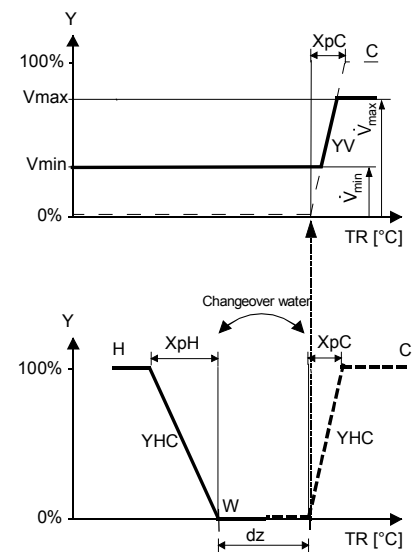 Y
XpC
100%
C
Vmax
YV
V̇max
Vmin
V̇min
0%
TR [°C]
Changeover water
Y
H
XpH
XpC
C
100%
YHC
YHC
W
0%
dz
TR [°C]